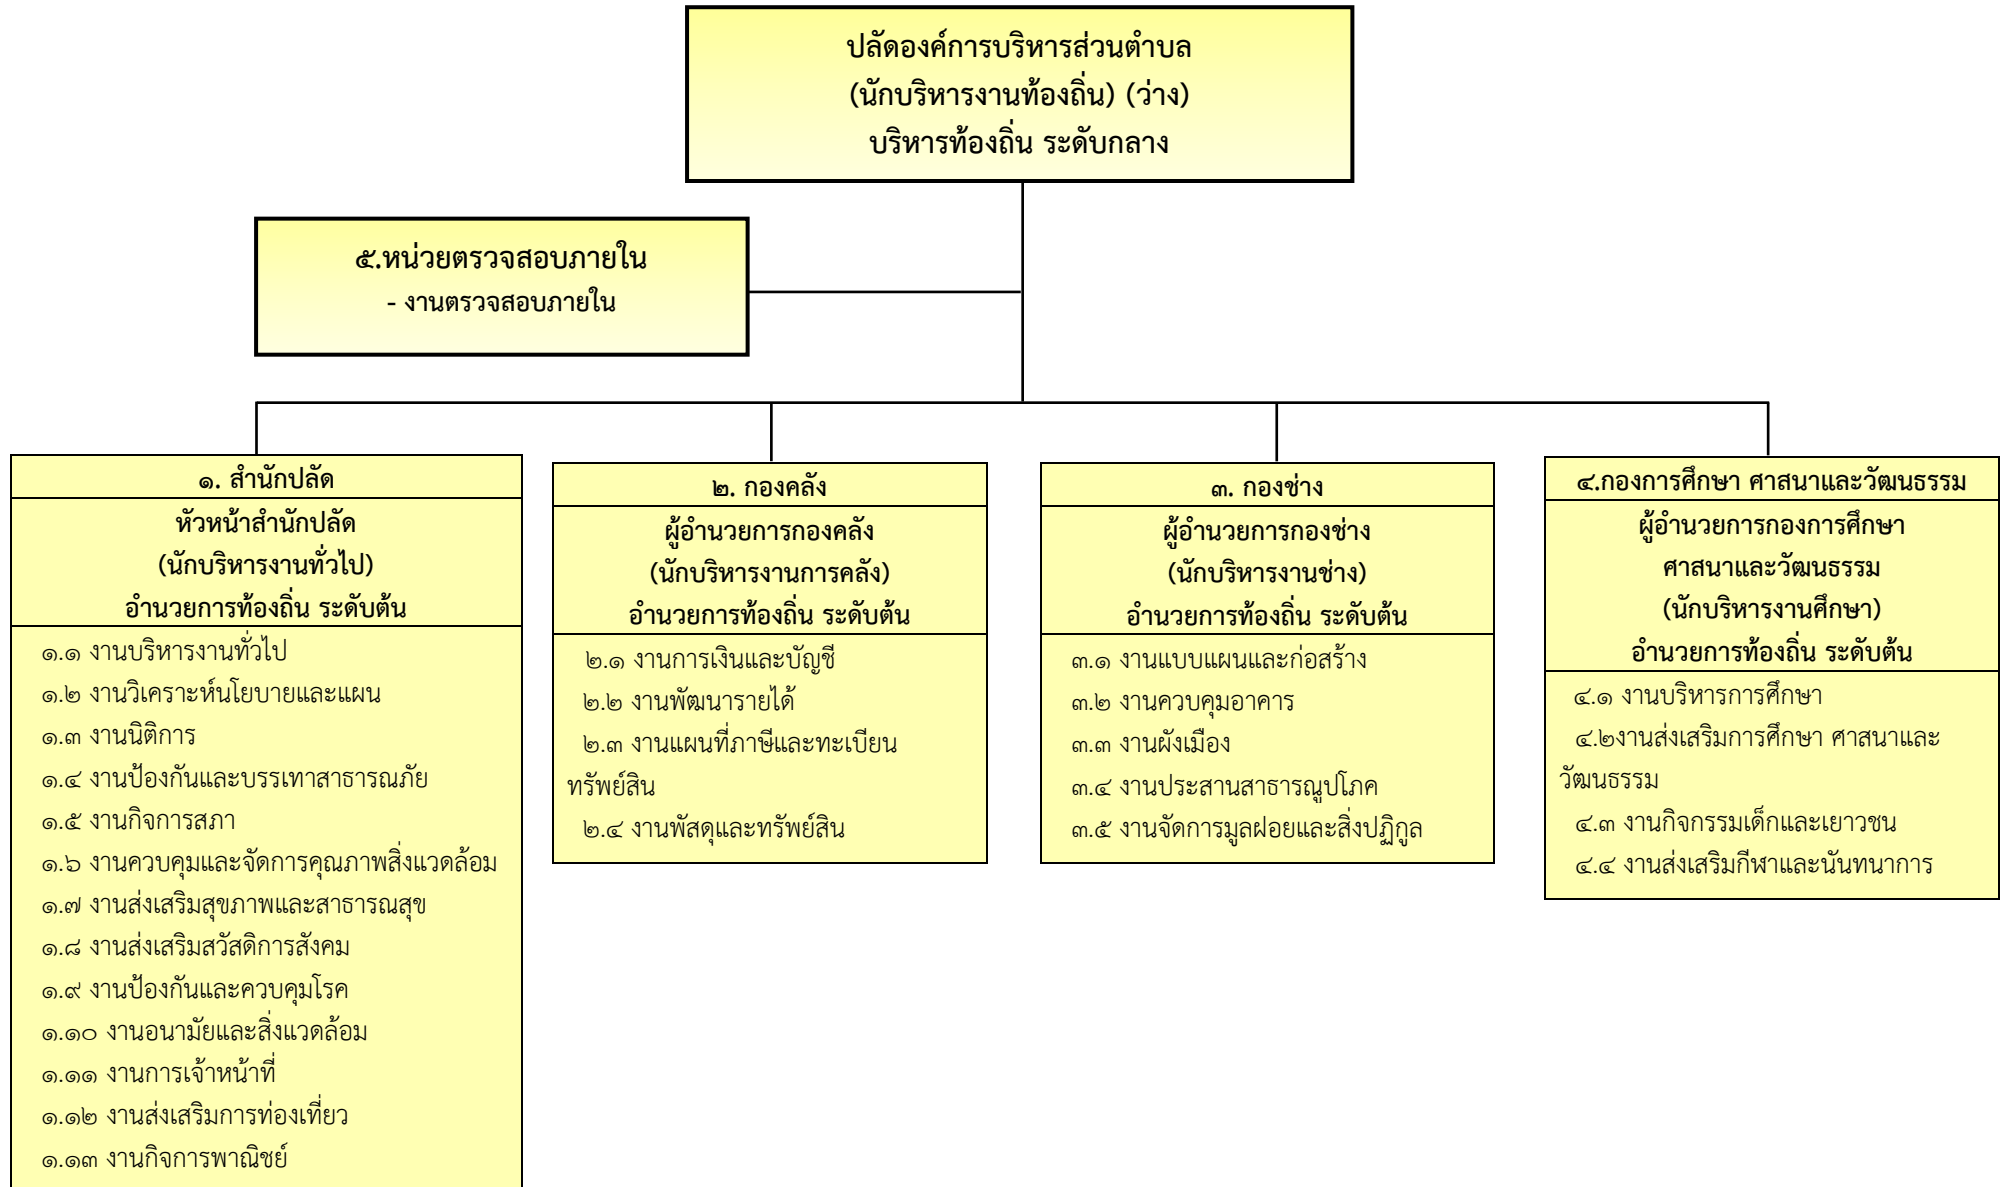 ปลัดองค์การบริหารส่วนตำบล
(นักบริหารงานท้องถิ่น) (ว่าง)
บริหารท้องถิ่น ระดับกลาง
๕.หน่วยตรวจสอบภายใน
- งานตรวจสอบภายใน
๑. สำนักปลัด
หัวหน้าสำนักปลัด
(นักบริหารงานทั่วไป)
อำนวยการท้องถิ่น ระดับต้น
๑.๑ งานบริหารงานทั่วไป
๑.๒ งานวิเคราะห์นโยบายและแผน
๑.๓ งานนิติการ
๑.๔ งานป้องกันและบรรเทาสาธารณภัย
๑.๕ งานกิจการสภา
๑.๖ งานควบคุมและจัดการคุณภาพสิ่งแวดล้อม
๑.๗ งานส่งเสริมสุขภาพและสาธารณสุข
๑.๘ งานส่งเสริมสวัสดิการสังคม
๑.๙ งานป้องกันและควบคุมโรค
๑.๑๐ งานอนามัยและสิ่งแวดล้อม
๑.๑๑ งานการเจ้าหน้าที่
๑.๑๒ งานส่งเสริมการท่องเที่ยว
๑.๑๓ งานกิจการพาณิชย์
๒. กองคลัง
ผู้อำนวยการกองคลัง
(นักบริหารงานการคลัง)
อำนวยการท้องถิ่น ระดับต้น
๒.๑ งานการเงินและบัญชี
๒.๒ งานพัฒนารายได้
๒.๓ งานแผนที่ภาษีและทะเบียน
ทรัพย์สิน
๒.๔ งานพัสดุและทรัพย์สิน
๓. กองช่าง
ผู้อำนวยการกองช่าง
(นักบริหารงานช่าง)
อำนวยการท้องถิ่น ระดับต้น
๓.๑ งานแบบแผนและก่อสร้าง
๓.๒ งานควบคุมอาคาร
๓.๓ งานผังเมือง
๓.๔ งานประสานสาธารณูปโภค
๓.๕ งานจัดการมูลฝอยและสิ่งปฏิกูล
๔.กองการศึกษา ศาสนาและวัฒนธรรม
ผู้อำนวยการกองการศึกษา
ศาสนาและวัฒนธรรม
(นักบริหารงานศึกษา)
อำนวยการท้องถิ่น ระดับต้น
๔.๑ งานบริหารการศึกษา
๔.๒งานส่งเสริมการศึกษา ศาสนาและ
วัฒนธรรม
๔.๓ งานกิจกรรมเด็กและเยาวชน
๔.๔ งานส่งเสริมกีฬาและนันทนาการ